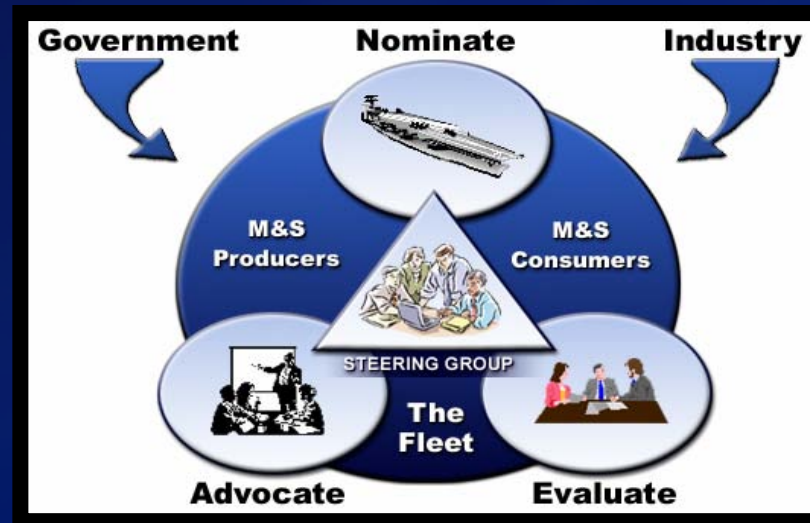 Government
Nominate
Industry
M&S
Producers
M&S
Consumers
STEERING GROUP
The
Fleet
Advocate
Evaluate